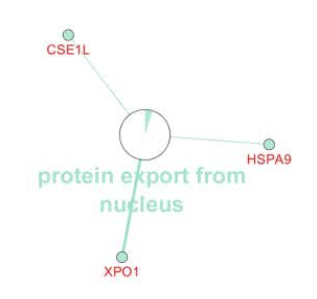 CSE1L
HSPA9
protein export from
nucleus
XPO1